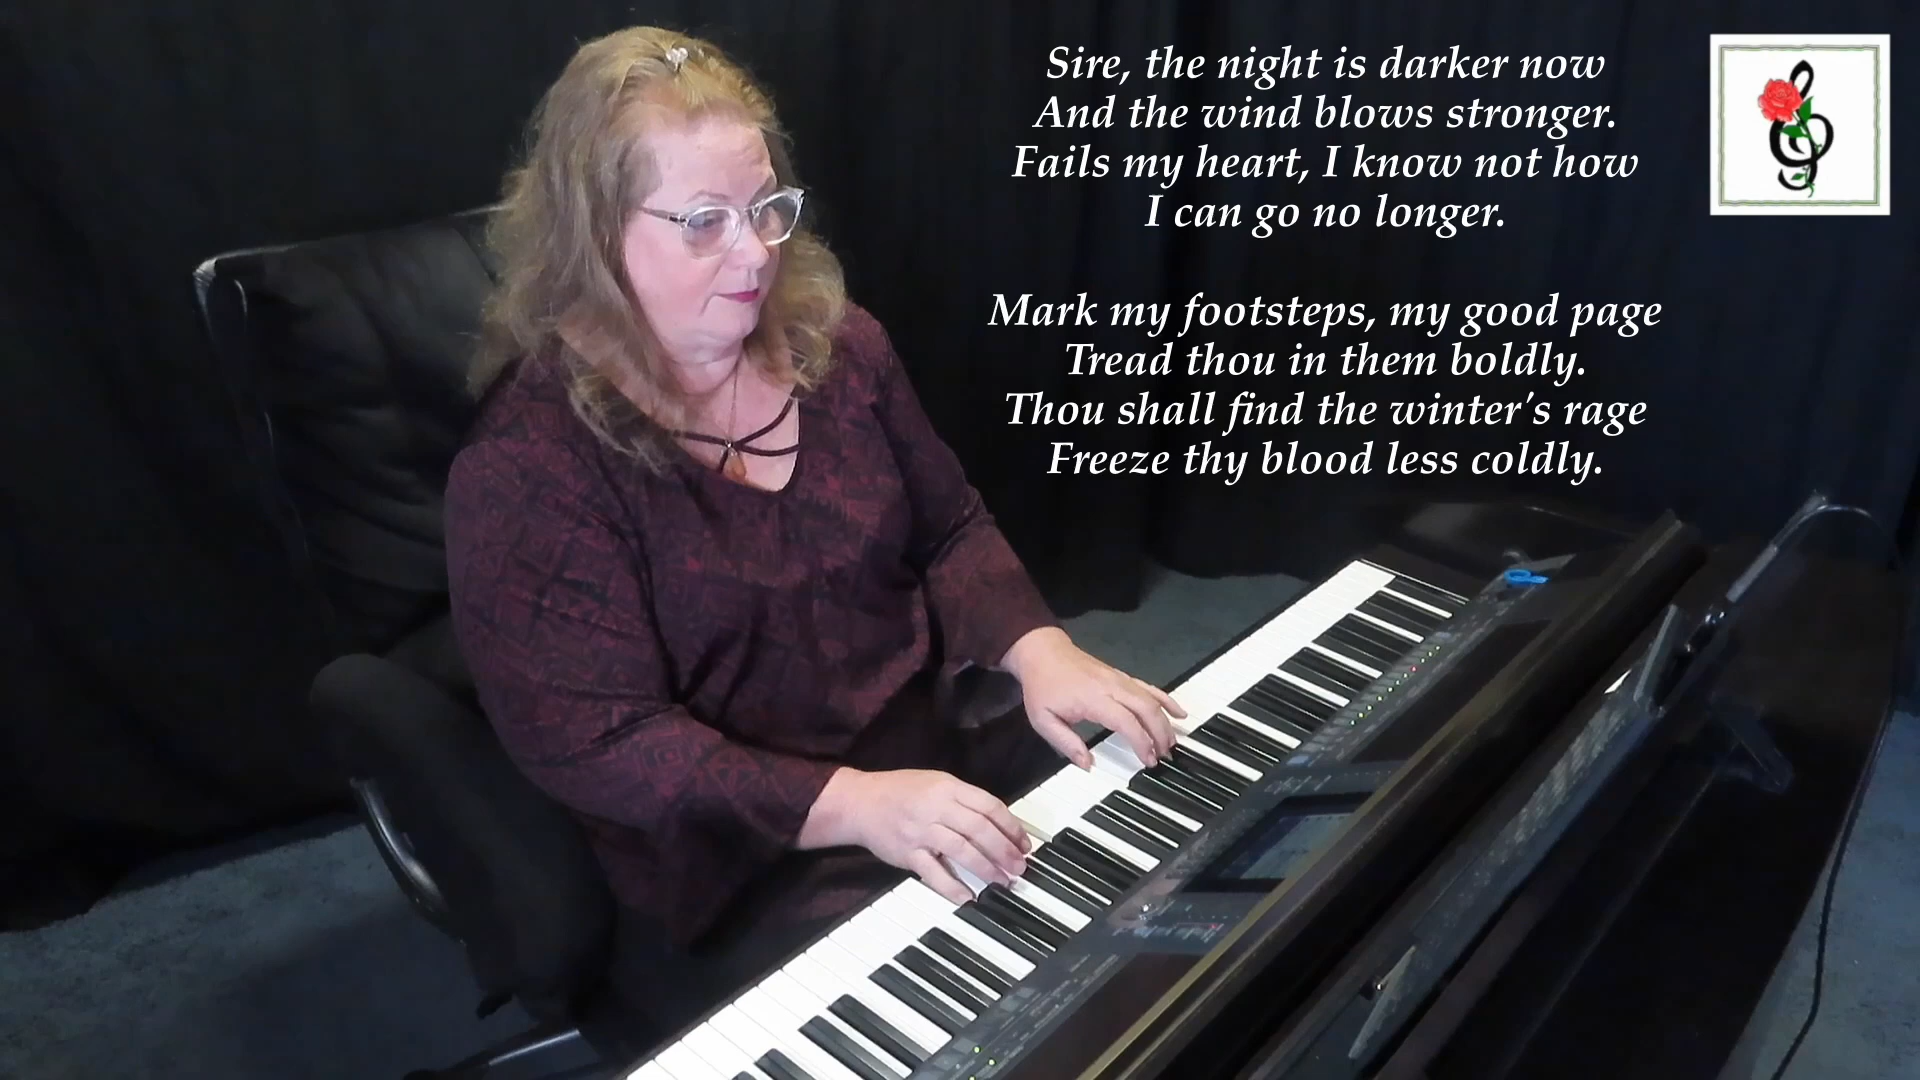 Sire, the night is darker now
And the wind blows stronger.
Fails my heart, I know not how
I can go no longer.
Mark my footsteps, my good page
Tread thou in them boldly.
Thou shall find the winter's rage
Freeze thy blood less coldly.